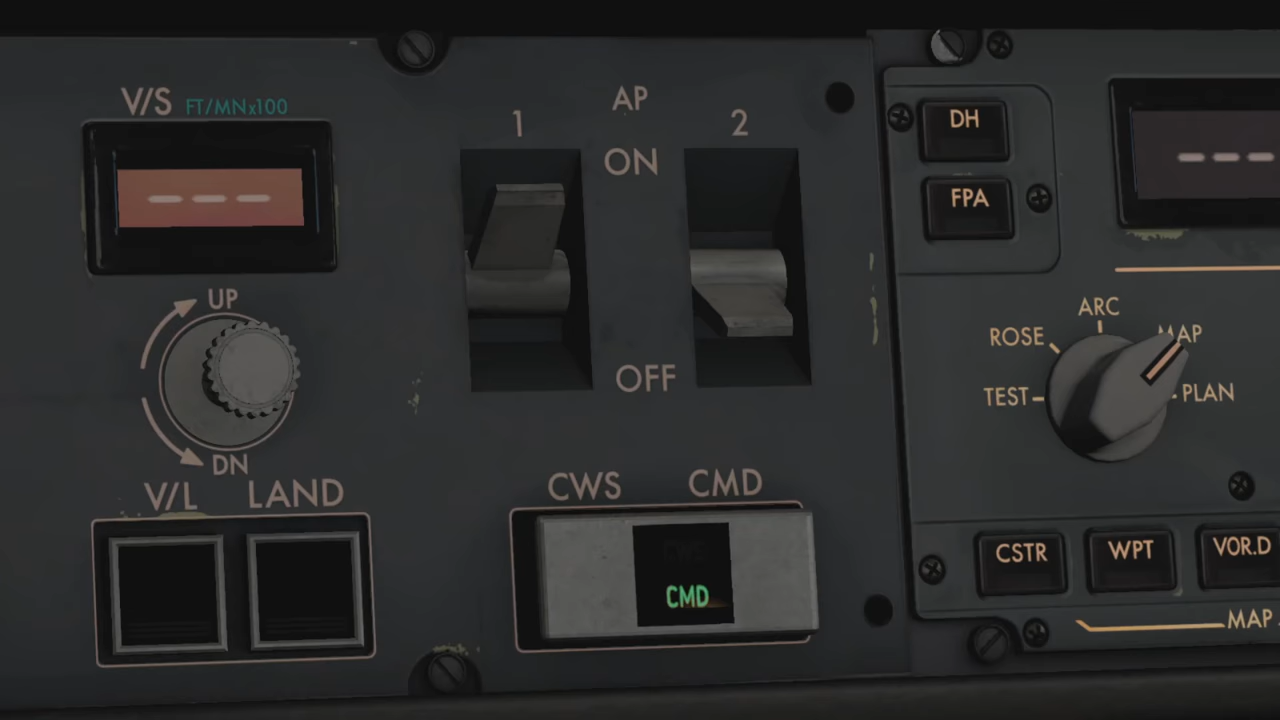 V/S FT/MNx100
- - -
UP
DN
V/L LAND
AP
1 2
ON
OFF
CWS CMD
CWS
CMD
DH
FPA
- - -
ARC
ROSE MAP
TEST PLAN
CSTR WPT VOR.D
MAP